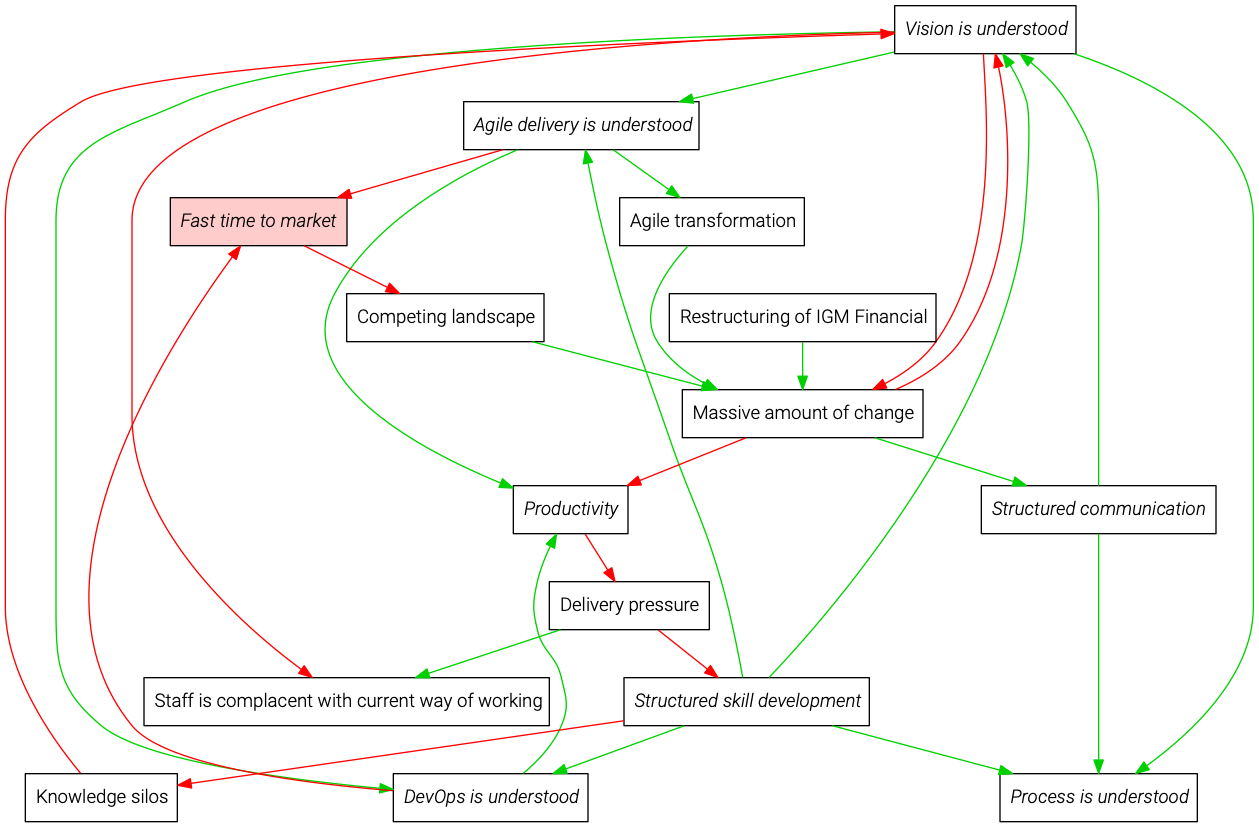 Vision is understood
Agile delivery is understood
Fast time to market
Agile transformation
Competing landscape
Restructuring of IGM Financial
Massive amount of change
Productivity
Structured communication
Delivery pressure
Staff is complacent with current way of working
Structured skill development
Knowledge silos
DevOps is understood
Process is understood